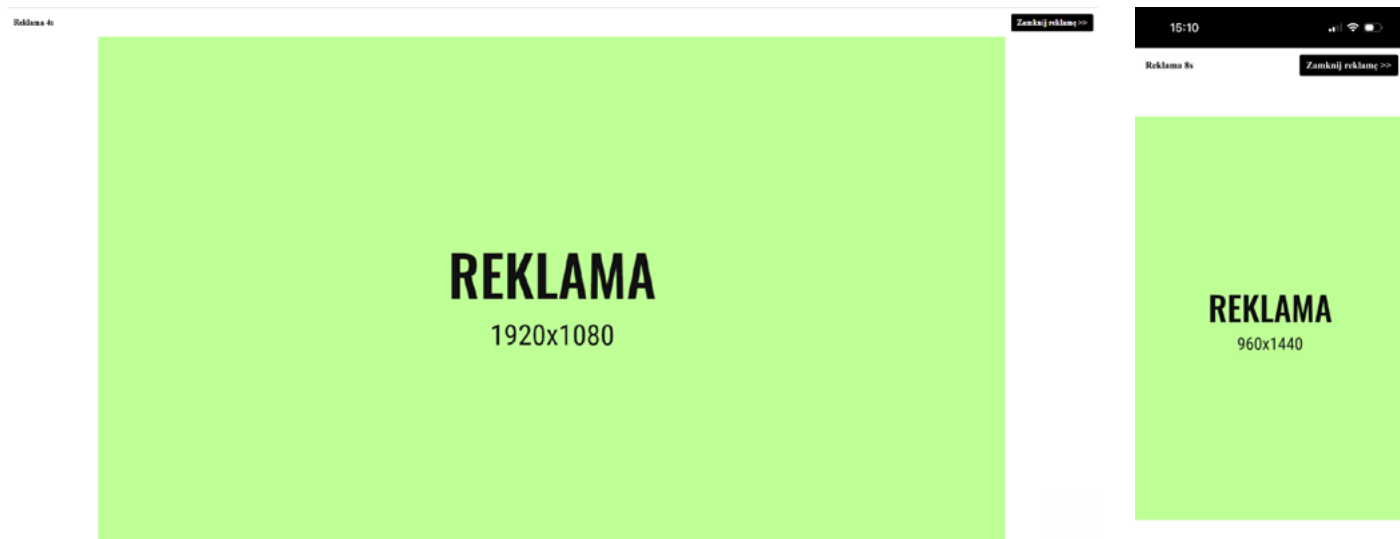 Reklama 4s
Zamknij reklamę >>
REKLAMA
1920x1080
15:10
Reklama 8s
Zamknij reklamę >>
REKLAMA
960x1440